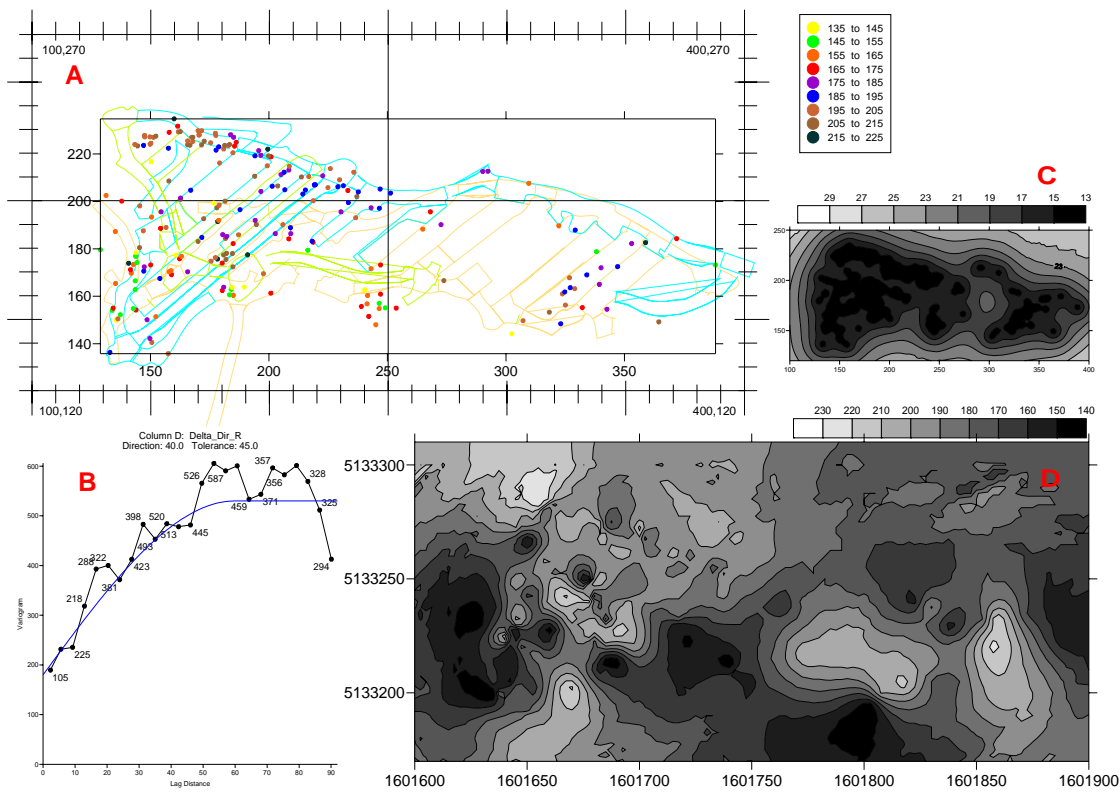 100,270
400,270
A
220
200
180
160
140
150
200
250
300
350
100,120
400,120
135 to 145
145 to 155
155 to 165
165 to 175
175 to 185
185 to 195
195 to 205
205 to 215
215 to 225
C
29 27 25 23 21 19 17 15 13
250
200
150
23
100 150 200 250 300 350 400
Column D: Delta_Dir_R
Direction: 40.0 Tolerance: 45.0
B
600
500
400
300
200
100
0
Variogram
105
225
218
288
322
381
423
398
493
520
513
445
526
587
459
371
357
356
328
325
294
0 10 20 30 40 50 60 70 80 90
Lag Distance
230 220 210 200 190 180 170 160 150 140
D
5133300
5133250
5133200
1601600 1601650 1601700 1601750 1601800 1601850 1601900